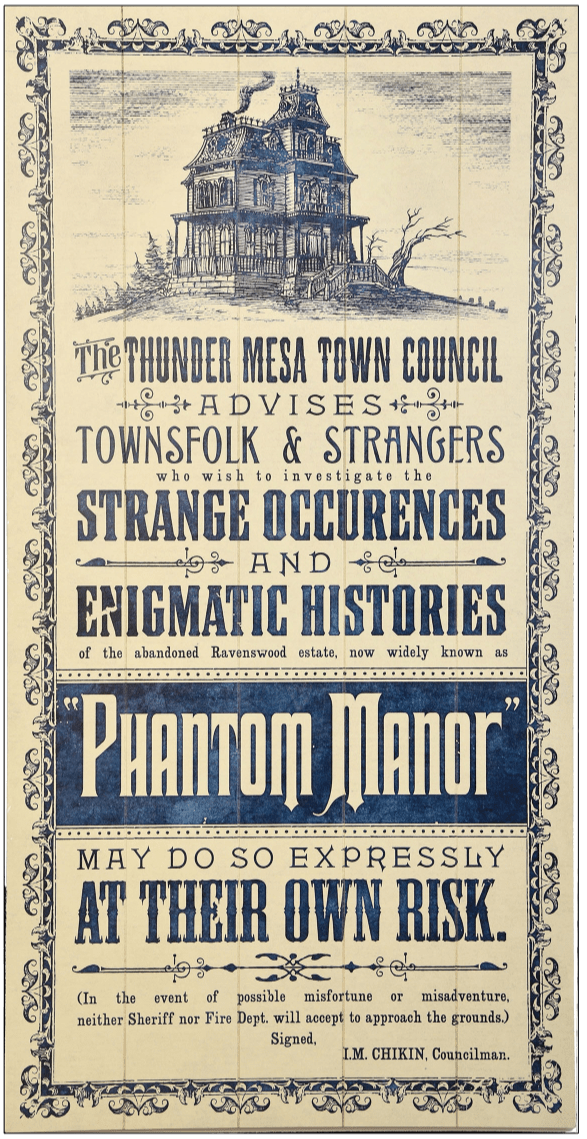 The THUNDER MESA TOWN COUNCIL
ADVISES
TOWNSFOLK & STRANGERS
who wish to investigate the
STRANGE OCCURENCES
AND
ENIGMATIC HISTORIES
of the abandoned Ravenswood estate, now widely known as
"PHANTOM MANOR"
MAY DO SO EXPRESSLY
AT THEIR OWN RISK.
(In the event of possible misfortune or misadventure,
neither Sheriff nor Fire Dept. will accept to approach the grounds.)
Signed,
I.M. CHIKIN, Councilman.